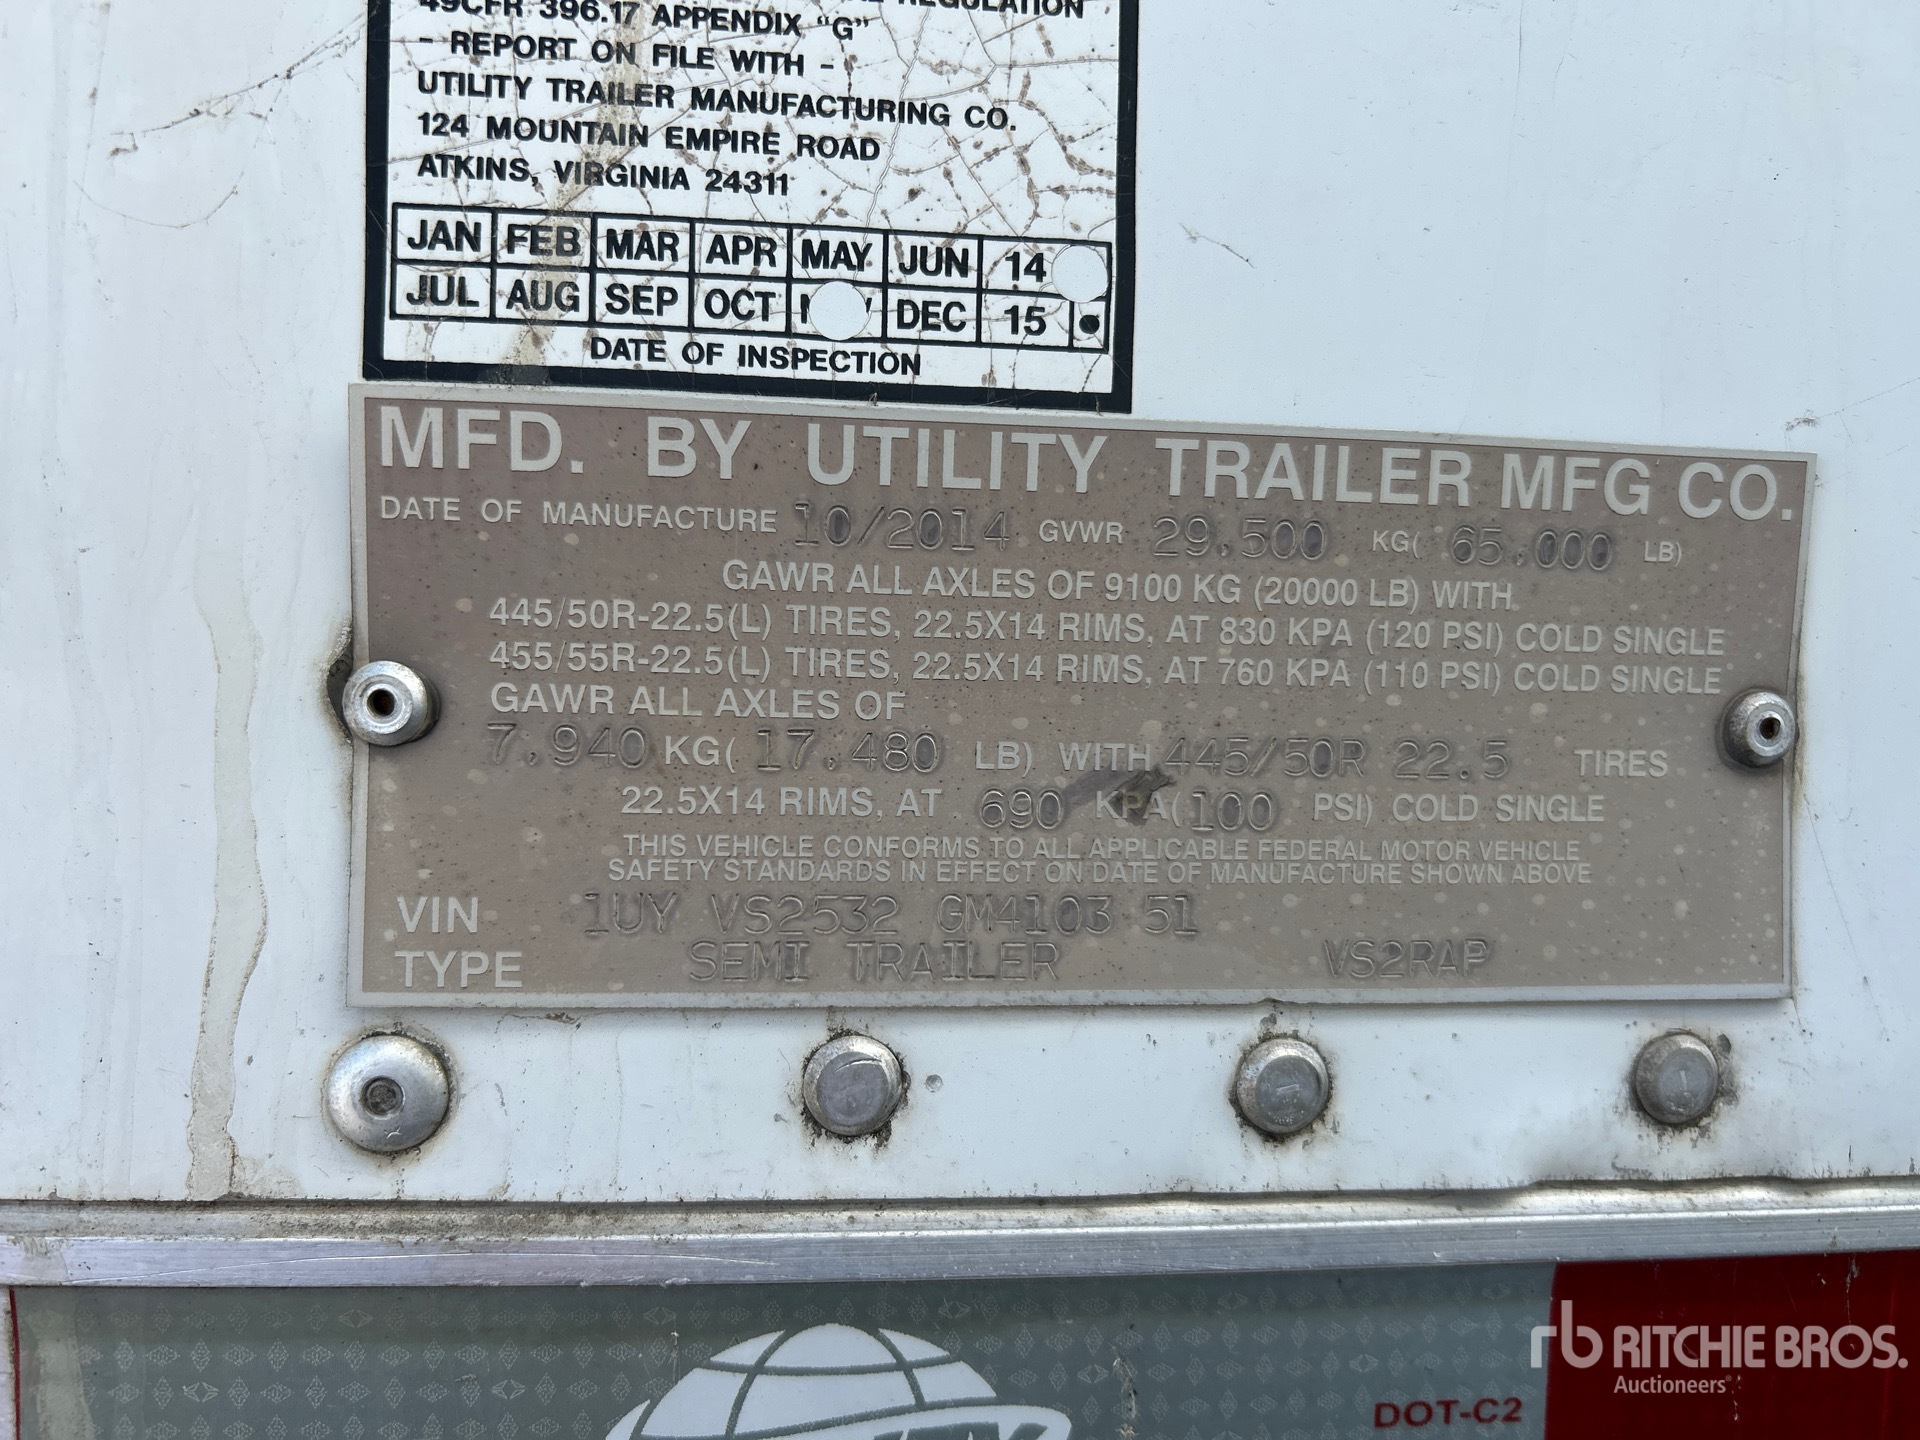 REGULATION
49CFR 396.17 APPENDIX "G"
- REPORT ON FILE WITH -
UTILITY TRAILER MANUFACTURING CO.
124 MOUNTAIN EMPIRE ROAD
ATKINS, VIRGINIA 24311
JAN FEB MAR APR MAY JUN 14
JUL AUG SEP OCT DEC 15
DATE OF INSPECTION
MFD. BY UTILITY TRAILER MFG CO.
DATE OF MANUFACTURE 10/2014 GVWR 29,500 KG( 65,000 LB)
GAWR ALL AXLES OF 9100 KG (20000 LB) WITH
445/50R-22.5(L) TIRES, 22.5X14 RIMS, AT 830 KPA (120 PSI) COLD SINGLE
455/55R-22.5(L) TIRES, 22.5X14 RIMS, AT 760 KPA (110 PSI) COLD SINGLE
GAWR ALL AXLES OF
7,940 KG( 17,480 LB) WITH 445/50R 22.5 TIRES
22.5X14 RIMS, AT 690 KPA( 100 PSI) COLD SINGLE
THIS VEHICLE CONFORMS TO ALL APPLICABLE FEDERAL MOTOR VEHICLE
SAFETY STANDARDS IN EFFECT ON DATE OF MANUFACTURE SHOWN ABOVE
VIN 1UY VS2532 GM4103 51
TYPE SEMI TRAILER VS2RAP
rb RITCHIE BROS.
Auctioneers
DOT-C2